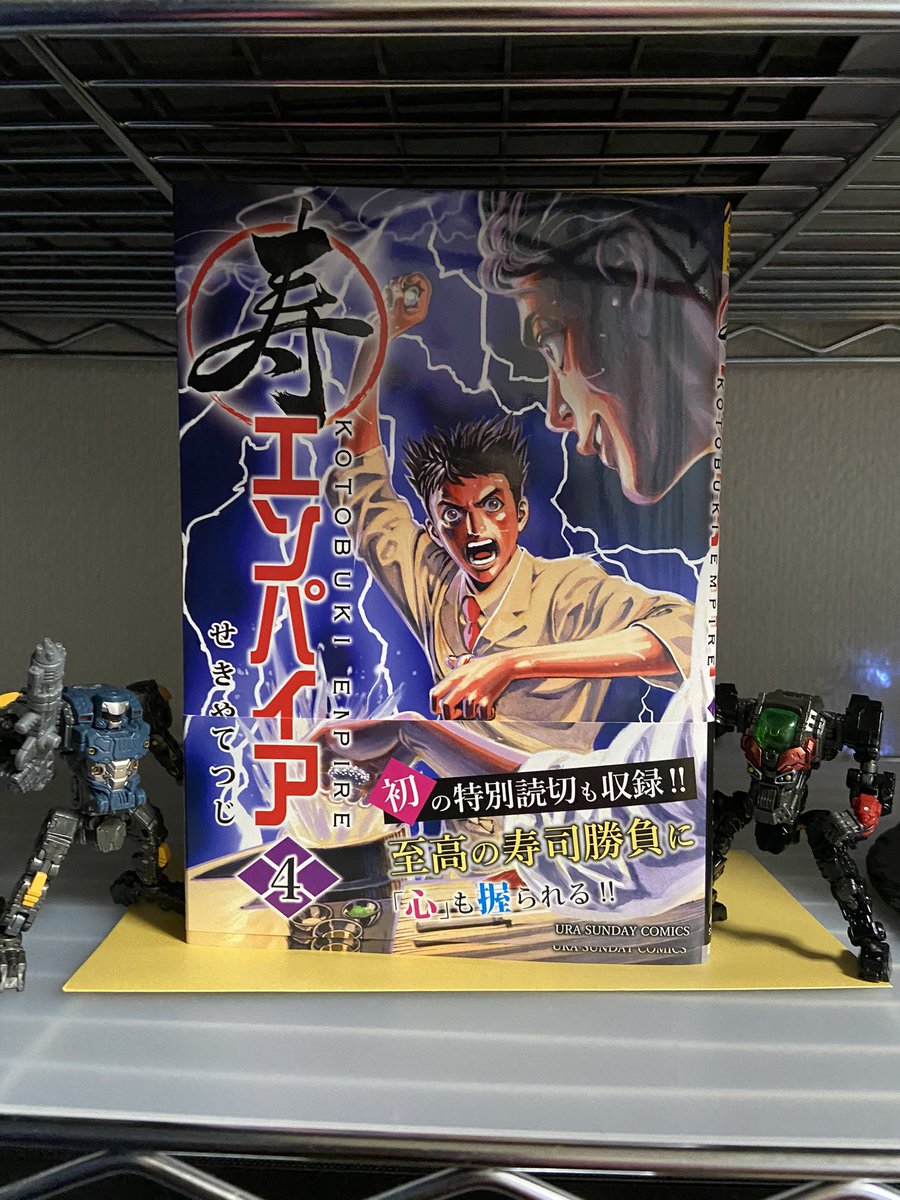 寿
エンパイア
KOTOBUKI EMPIRE
せきやてつじ
4
初の特別読切も収録!!
至高の寿司勝負に
「心」も握られる!!
URA SUNDAY COMICS
URA SUNDAY COMICS
KOTOBUKI EMPIRE